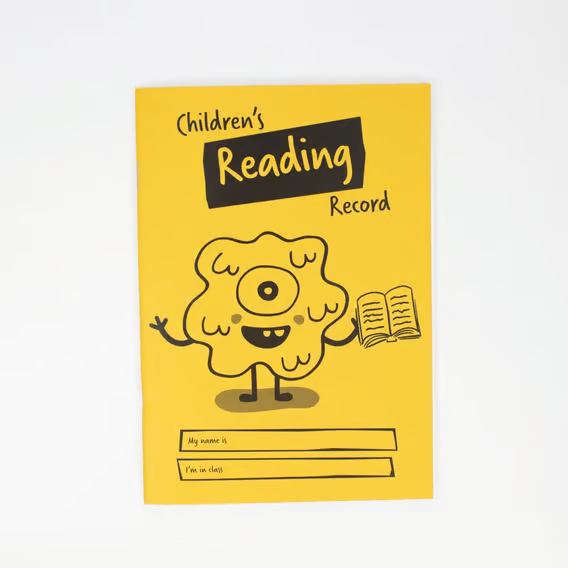 Children's
Reading
Record
My name is
I'm in class